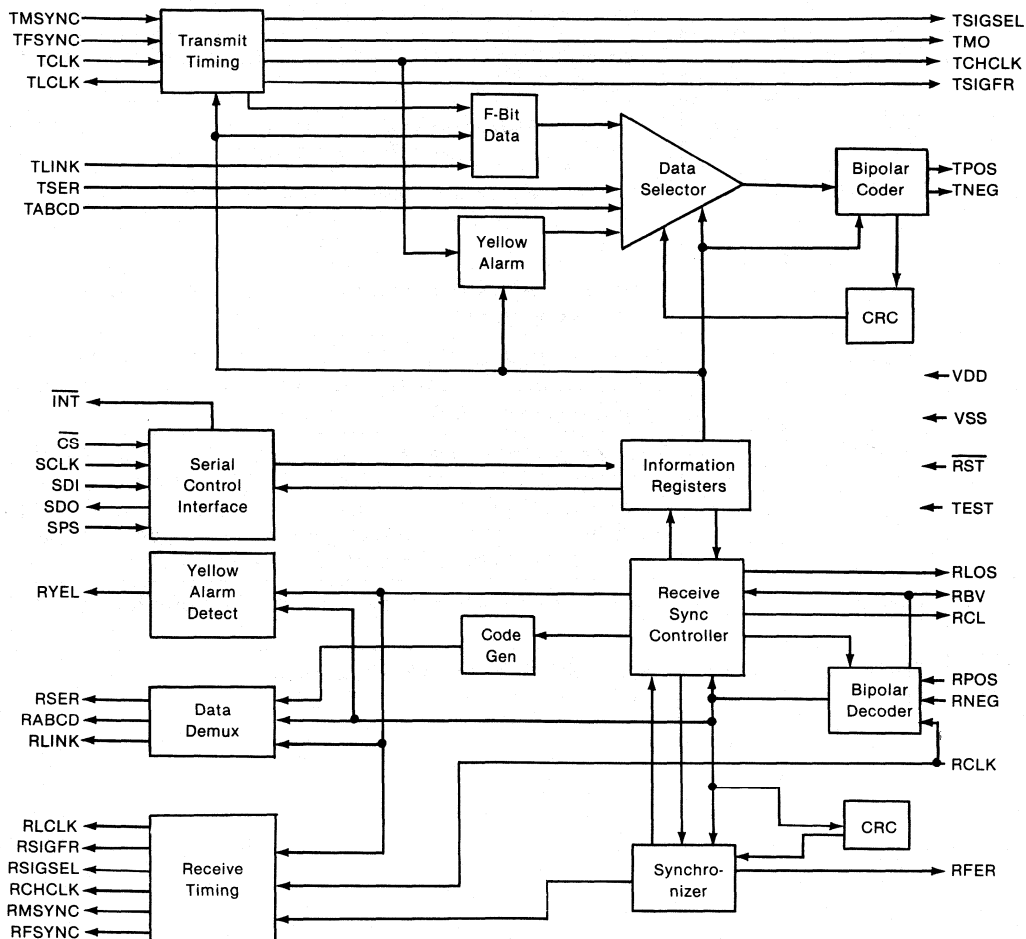 TMSYNC
TFSYNC
TCLK
TLCLK
Transmit
Timing
TSIGSEL
TMO
TCHCLK
TSIGFR
F-Bit
Data
TLINK
TSER
TABCD
Data
Selector
Bipolar
Coder
TPOS
TNEG
Yellow
Alarm
CRC
VDD
VSS
RST
TEST
INT
CS
SCLK
SDI
SDO
SPS
Serial
Control
Interface
Information
Registers
RYEL
Yellow
Alarm
Detect
Code
Gen
Receive
Sync
Controller
RLOS
RBV
RCL
RPOS
RNEG
Bipolar
Decoder
RCLK
RSER
RABCD
RLINK
Data
Demux
RLCLK
RSIGFR
RSIGSEL
RCHCLK
RMSYNC
RFSYNC
Receive
Timing
Synchro-
nizer
CRC
RFER